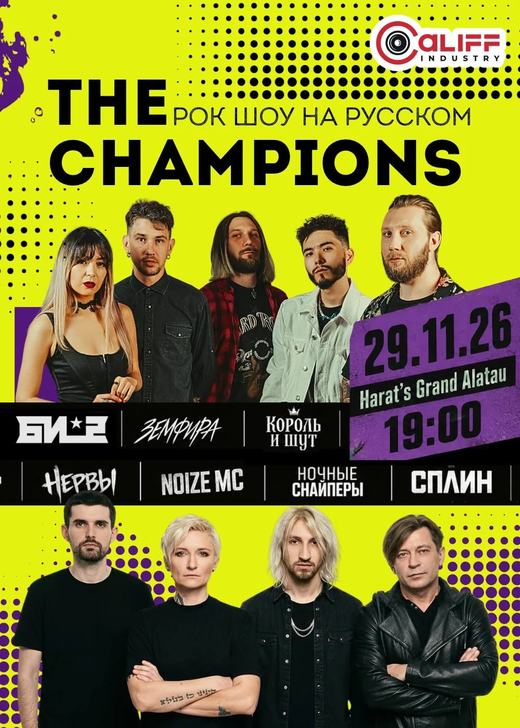 CALIFF
INDUSTRY
THE РОК ШОУ НА РУССКОМ
CHAMPIONS
29.11.26
Harat's Grand Alatau
19:00
БИ★2
ЗЕМФИРА
КОРОЛЬ
И ШУТ
НЕРВЫ
NOIZE MC
НОЧНЫЕ
СНАЙПЕРЫ
СПЛИН